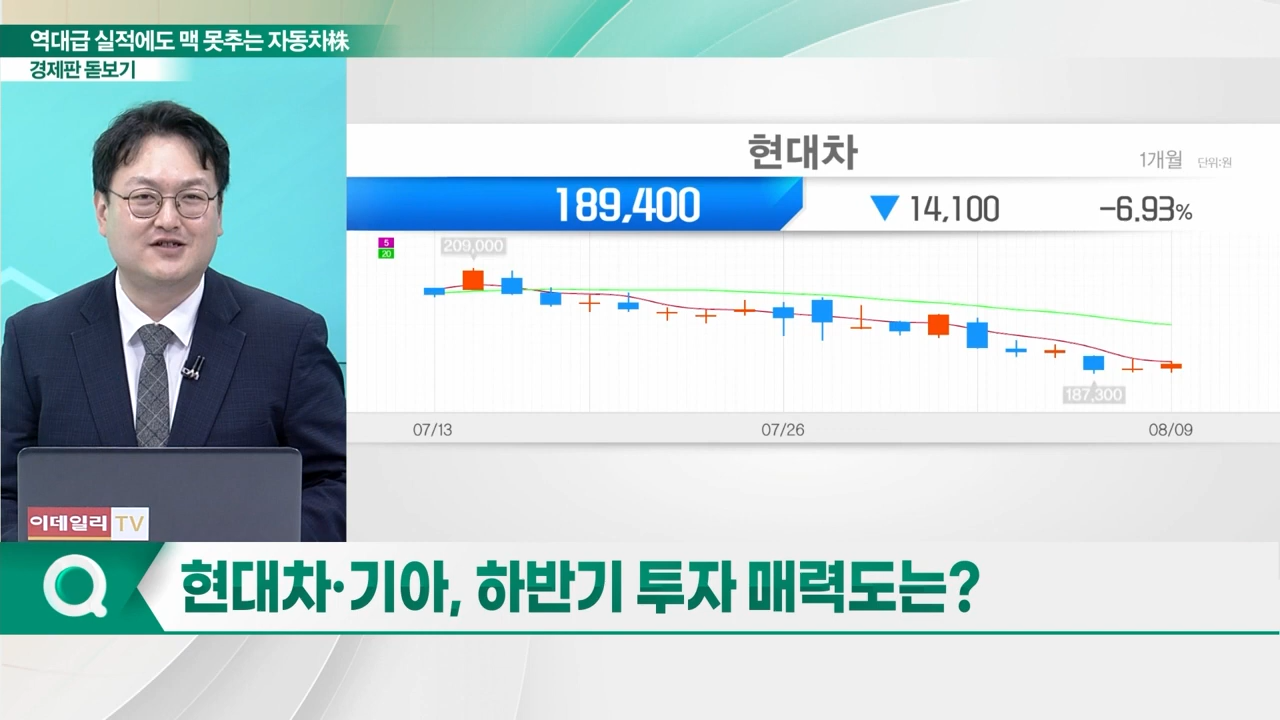 역대급 실적에도 맥 못추는 자동차株
경제판 돋보기
현대차
1개월 단위:원
189,400 ▼ 14,100 -6.93%
5
20
209,000
187,300
07/13 07/26 08/09
이데일리 TV
현대차·기아, 하반기 투자 매력도는?